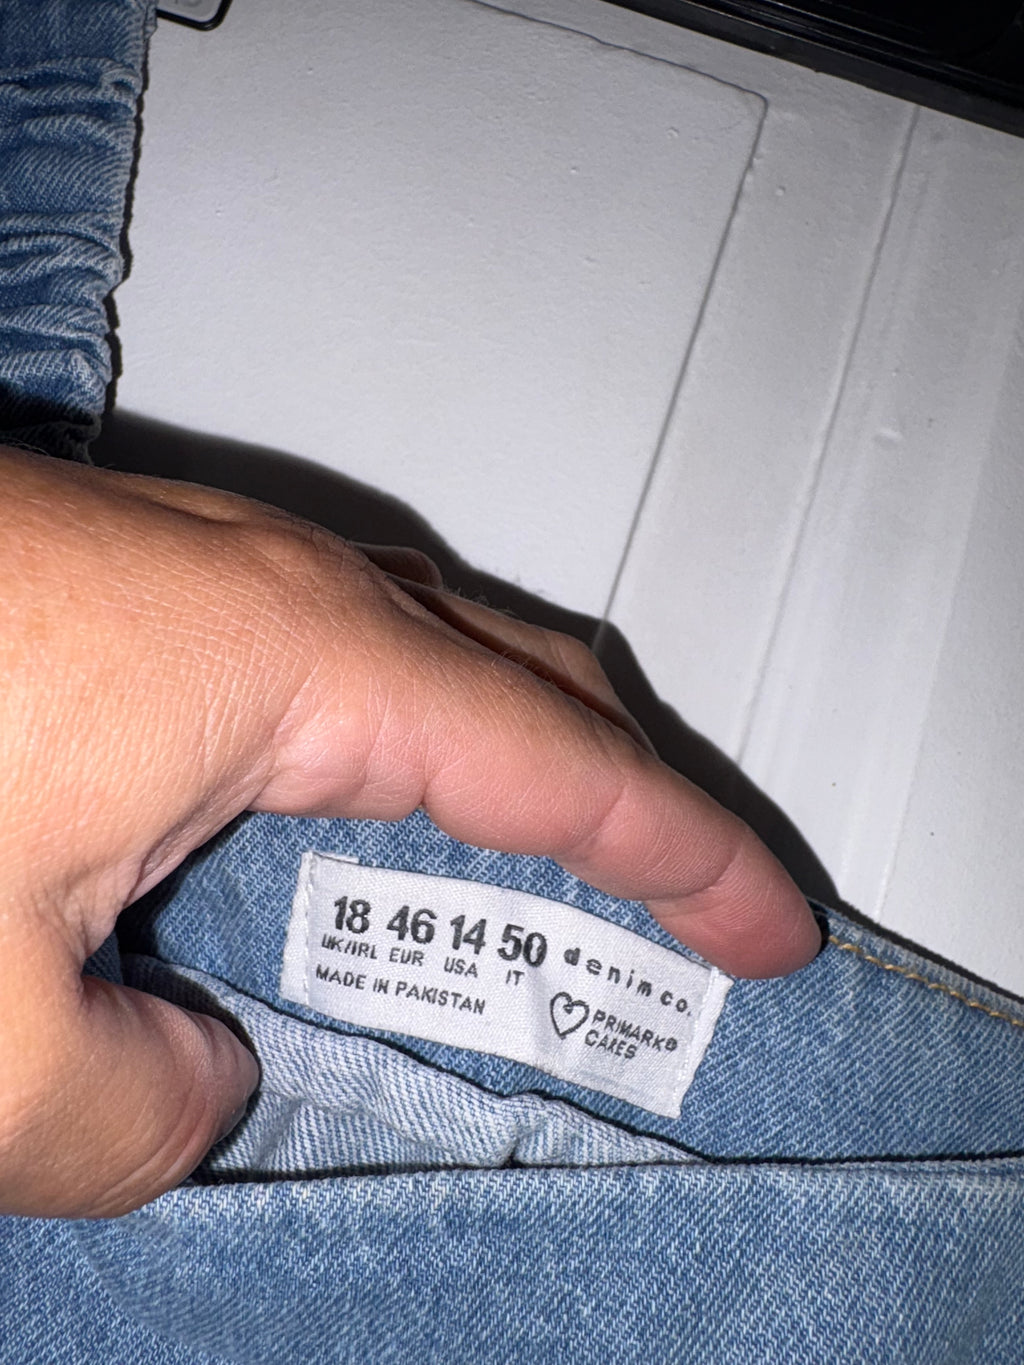 18 46 14 50
UK/IRL EUR USA IT
MADE IN PAKISTAN
denim co.
PRIMARK®
CARES